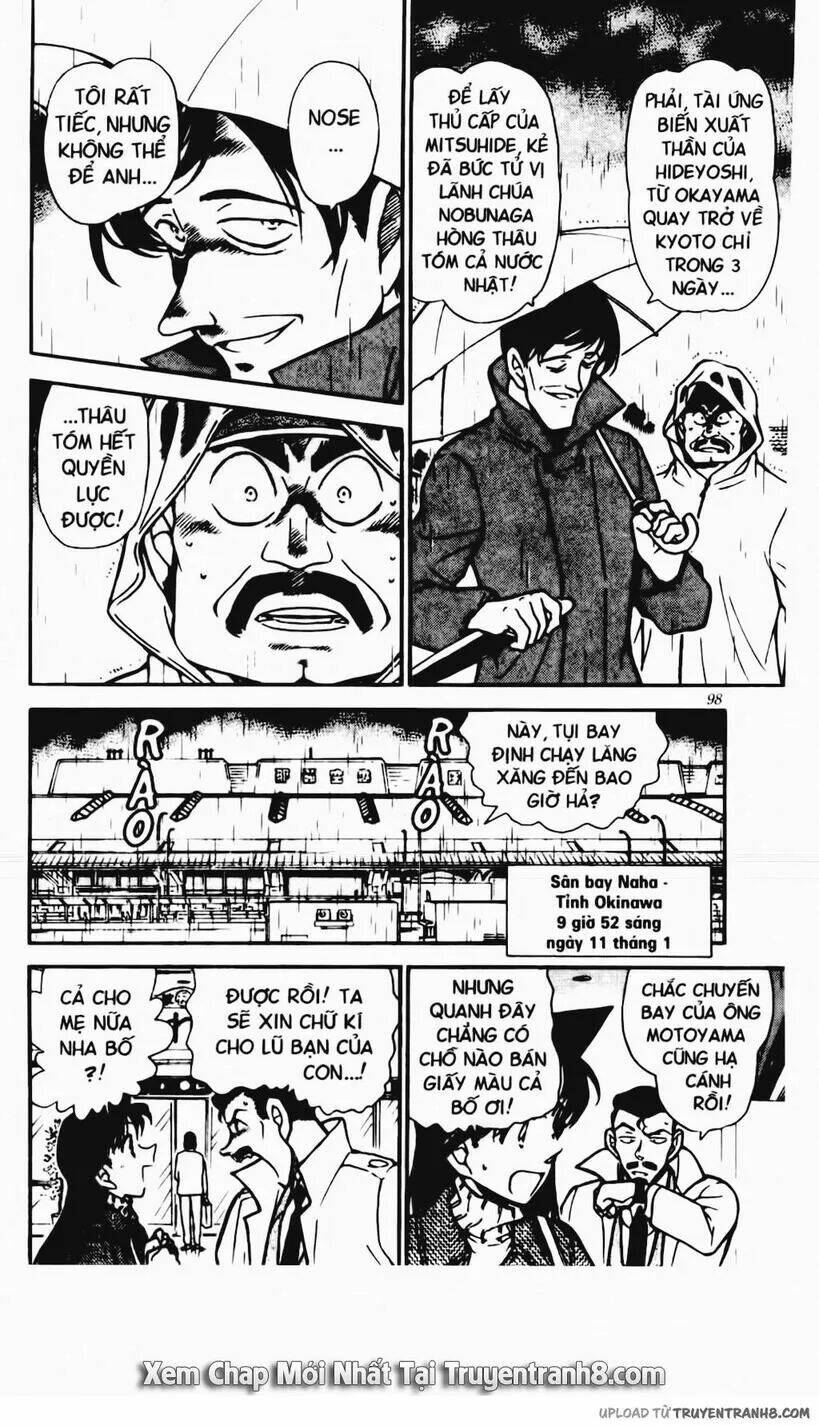 PHẢI, TÀI ỨNG
BIẾN XUẤT
THẦN CỦA
HIDEYOSHI,
TỪ OKAYAMA
QUAY TRỞ VỀ
KYOTO CHỈ
TRONG 3
NGÀY...
ĐỂ LẤY
THỦ CẤP CỦA
MITSUHIDE, KẺ
ĐÃ BỨC TỬ VỊ
LÃNH CHÚA
NOBUNAGA
HÒNG THÂU
TÓM CẢ NƯỚC
NHẬT!
NOSE
...
TÔI RẤT
TIẾC, NHƯNG
KHÔNG THỂ
ĐỂ ANH...
...THÂU
TÓM HẾT
QUYỀN
LỰC
ĐƯỢC!
98
NÀY, TỤI BAY
ĐỊNH CHẠY LĂNG
XĂNG ĐẾN BAO
GIỜ HẢ?
RÀO
RÀO
Sân bay Naha -
Tỉnh Okinawa
9 giờ 52 sáng
ngày 11 tháng 1
CHẮC CHUYẾN
BAY CỦA ÔNG
MOTOYAMA
CŨNG HẠ
CÁNH
RỒI!
NHƯNG
QUANH ĐÂY
CHẲNG CÓ
CHỖ NÀO BÁN
GIẤY MÀU CẢ
BỐ ƠI!
ĐƯỢC RỒI! TA
SẼ XIN CHỮ KÍ
CHO LŨ BẠN CỦA
CON...!
CẢ CHO
MẸ NỮA
NHA BỐ
?!
Xem Chap Mới Nhất Tại Truyentranh8.com
UPLOAD TỪ TRUYENTRANH8.COM